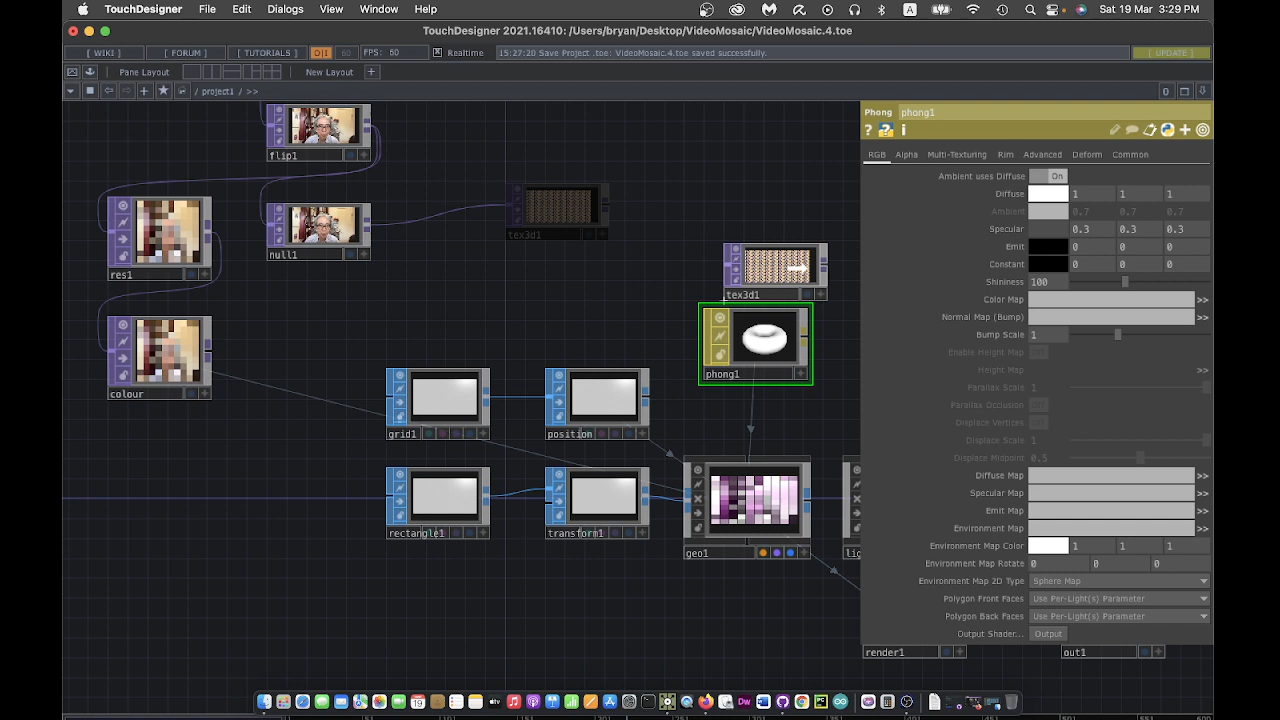 TouchDesigner File Edit Dialogs View Window Help Sat 19 Mar 3:29 PM
TouchDesigner 2021.16410: /Users/bryan/Desktop/VideoMosaic/VideoMosaic.4.toe
[ WIKI ] [ FORUM ] [ TUTORIALS ] O|I 60 FPS: 60 Realtime 15:27:20 Save Project .toe: VideoMosaic.4.toe saved successfully. [ UPDATE ]
Pane Layout New Layout +
/ project1 / >>
Phong phong1
RGB Alpha Multi-Texturing Rim Advanced Deform Common
Ambient uses Diffuse On
Diffuse 1 1 1
Ambient 0.7 0.7 0.7
Specular 0.3 0.3 0.3
Emit 0 0 0
Constant 0 0 0
Shininess 100
Color Map >>
Normal Map (Bump) >>
Bump Scale 1
Enable Height Map
Height Map >>
Parallax Scale 1
Parallax Occlusion
Displace Vertices
Displace Scale 1
Displace Midpoint 0.5
Diffuse Map >>
Specular Map >>
Emit Map >>
Environment Map >>
Environment Map Color 1 1 1
Environment Map Rotate 0 0 0
Environment Map 2D Type Sphere Map
Polygon Front Faces Use Per-Light(s) Parameter
Polygon Back Faces Use Per-Light(s) Parameter
Output Shader... Output
flip1
tex3d1
null1
res1
tex3d1
phong1
colour
grid1
position
rectangle1
transform1
geo1
render1
out1